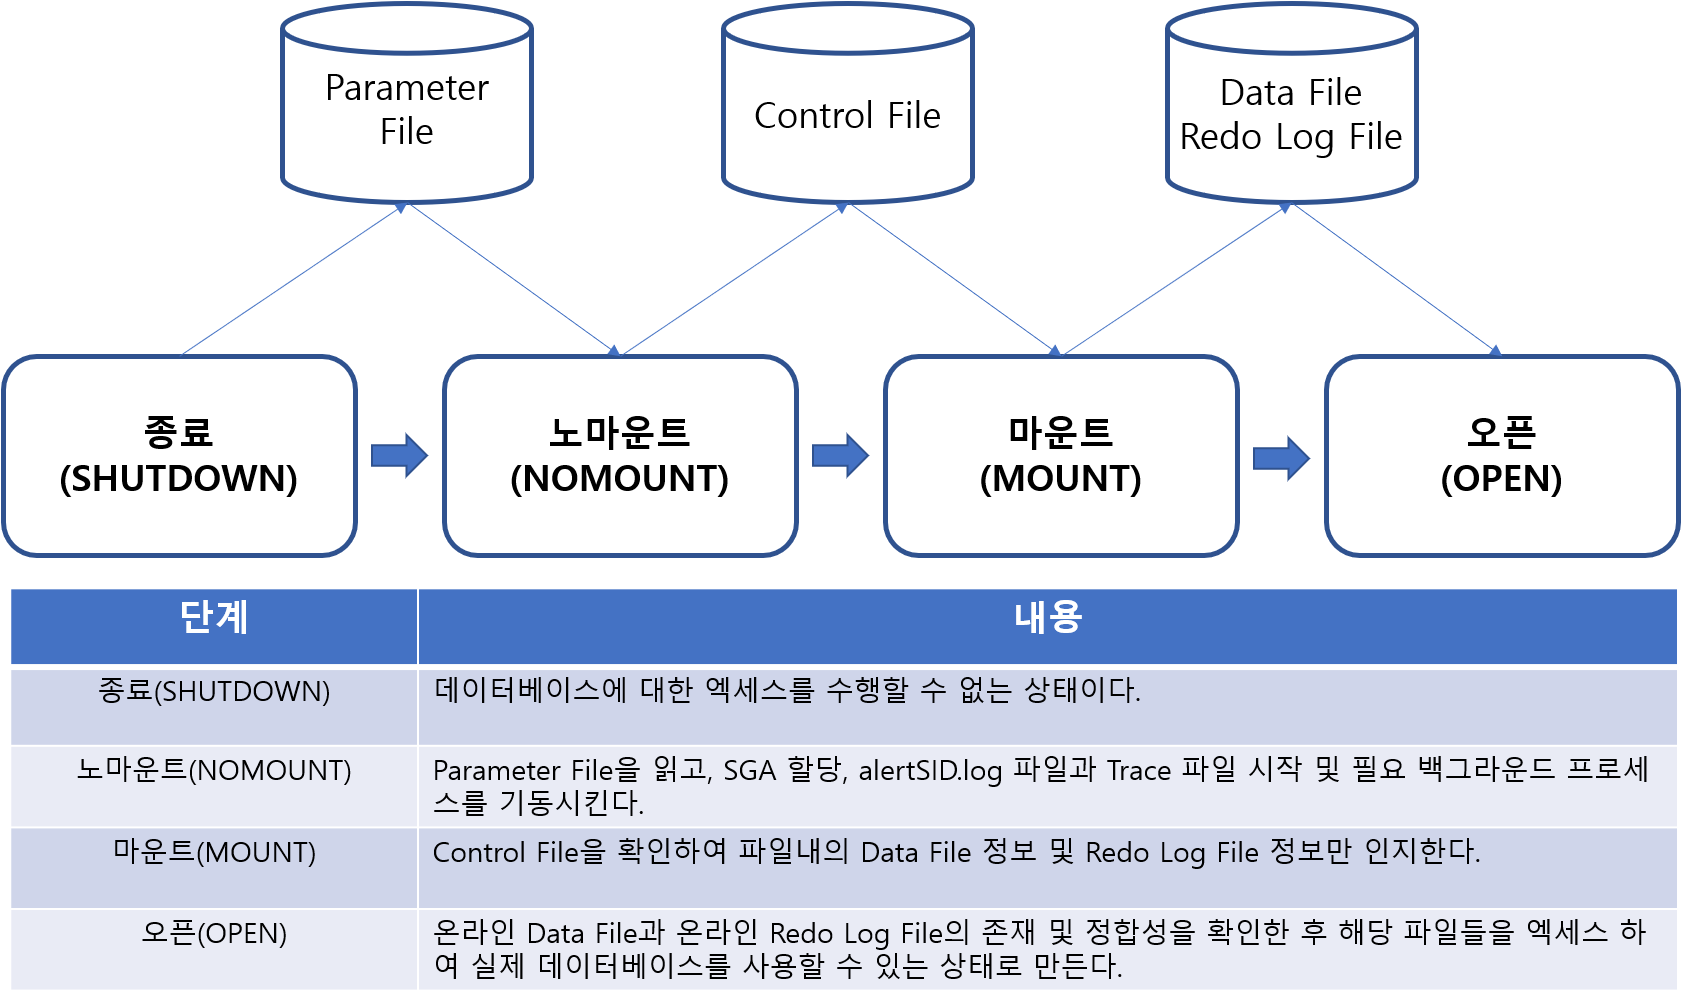 Parameter
File
Control File
Data File
Redo Log File
종료
(SHUTDOWN)
노마운트
(NOMOUNT)
마운트
(MOUNT)
오픈
(OPEN)
단계
내용
종료(SHUTDOWN)
데이터베이스에 대한 엑세스를 수행할 수 없는 상태이다.
노마운트(NOMOUNT)
Parameter File을 읽고, SGA 할당, alertSID.log 파일과 Trace 파일 시작 및 필요 백그라운드 프로세
스를 기동시킨다.
마운트(MOUNT)
Control File을 확인하여 파일내의 Data File 정보 및 Redo Log File 정보만 인지한다.
오픈(OPEN)
온라인 Data File과 온라인 Redo Log File의 존재 및 정합성을 확인한 후 해당 파일들을 엑세스 하
여 실제 데이터베이스를 사용할 수 있는 상태로 만든다.